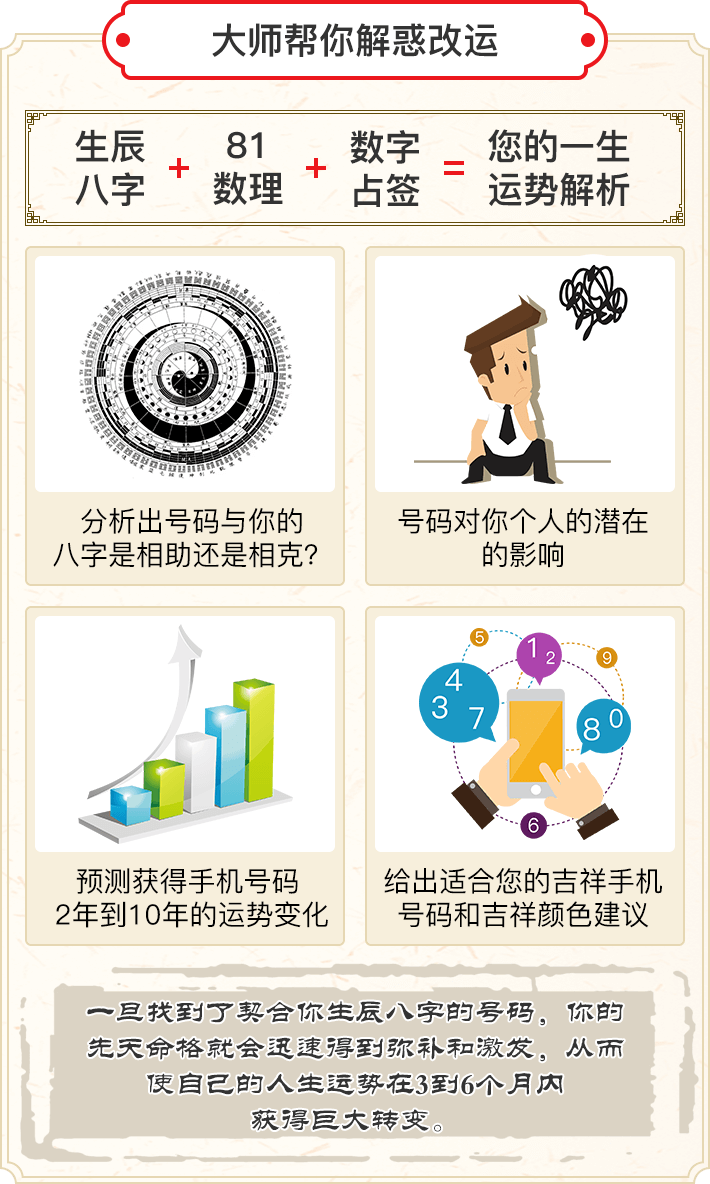 大师帮你解惑改运
生辰
八字
+
81
数理
+
数字
占签
=
您的一生
运势解析
分析出号码与你的
八字是相助还是相克?
号码对你个人的潜在
的影响
预测获得手机号码
2年到10年的运势变化
5
1
2
9
4
3
7
8
0
6
给出适合您的吉祥手机
号码和吉祥颜色建议
一旦找到了契合你生辰八字的号码，你的
先天命格就会迅速得到弥补和激发，从而
使自己的人生运势在3到6个月内
获得巨大转变。